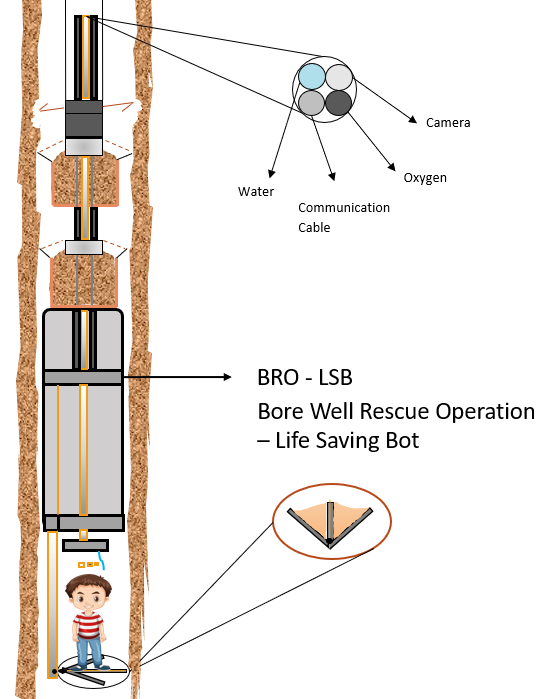 Camera
Oxygen
Water
Communication
Cable
BRO - LSB
Bore Well Rescue Operation
– Life Saving Bot